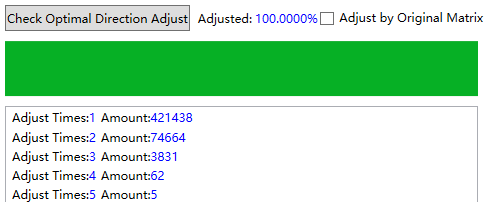 Check Optimal Direction Adjust Adjusted: 100.0000% Adjust by Original Matrix
Adjust Times:1 Amount:421438
Adjust Times:2 Amount:74664
Adjust Times:3 Amount:3831
Adjust Times:4 Amount:62
Adjust Times:5 Amount:5